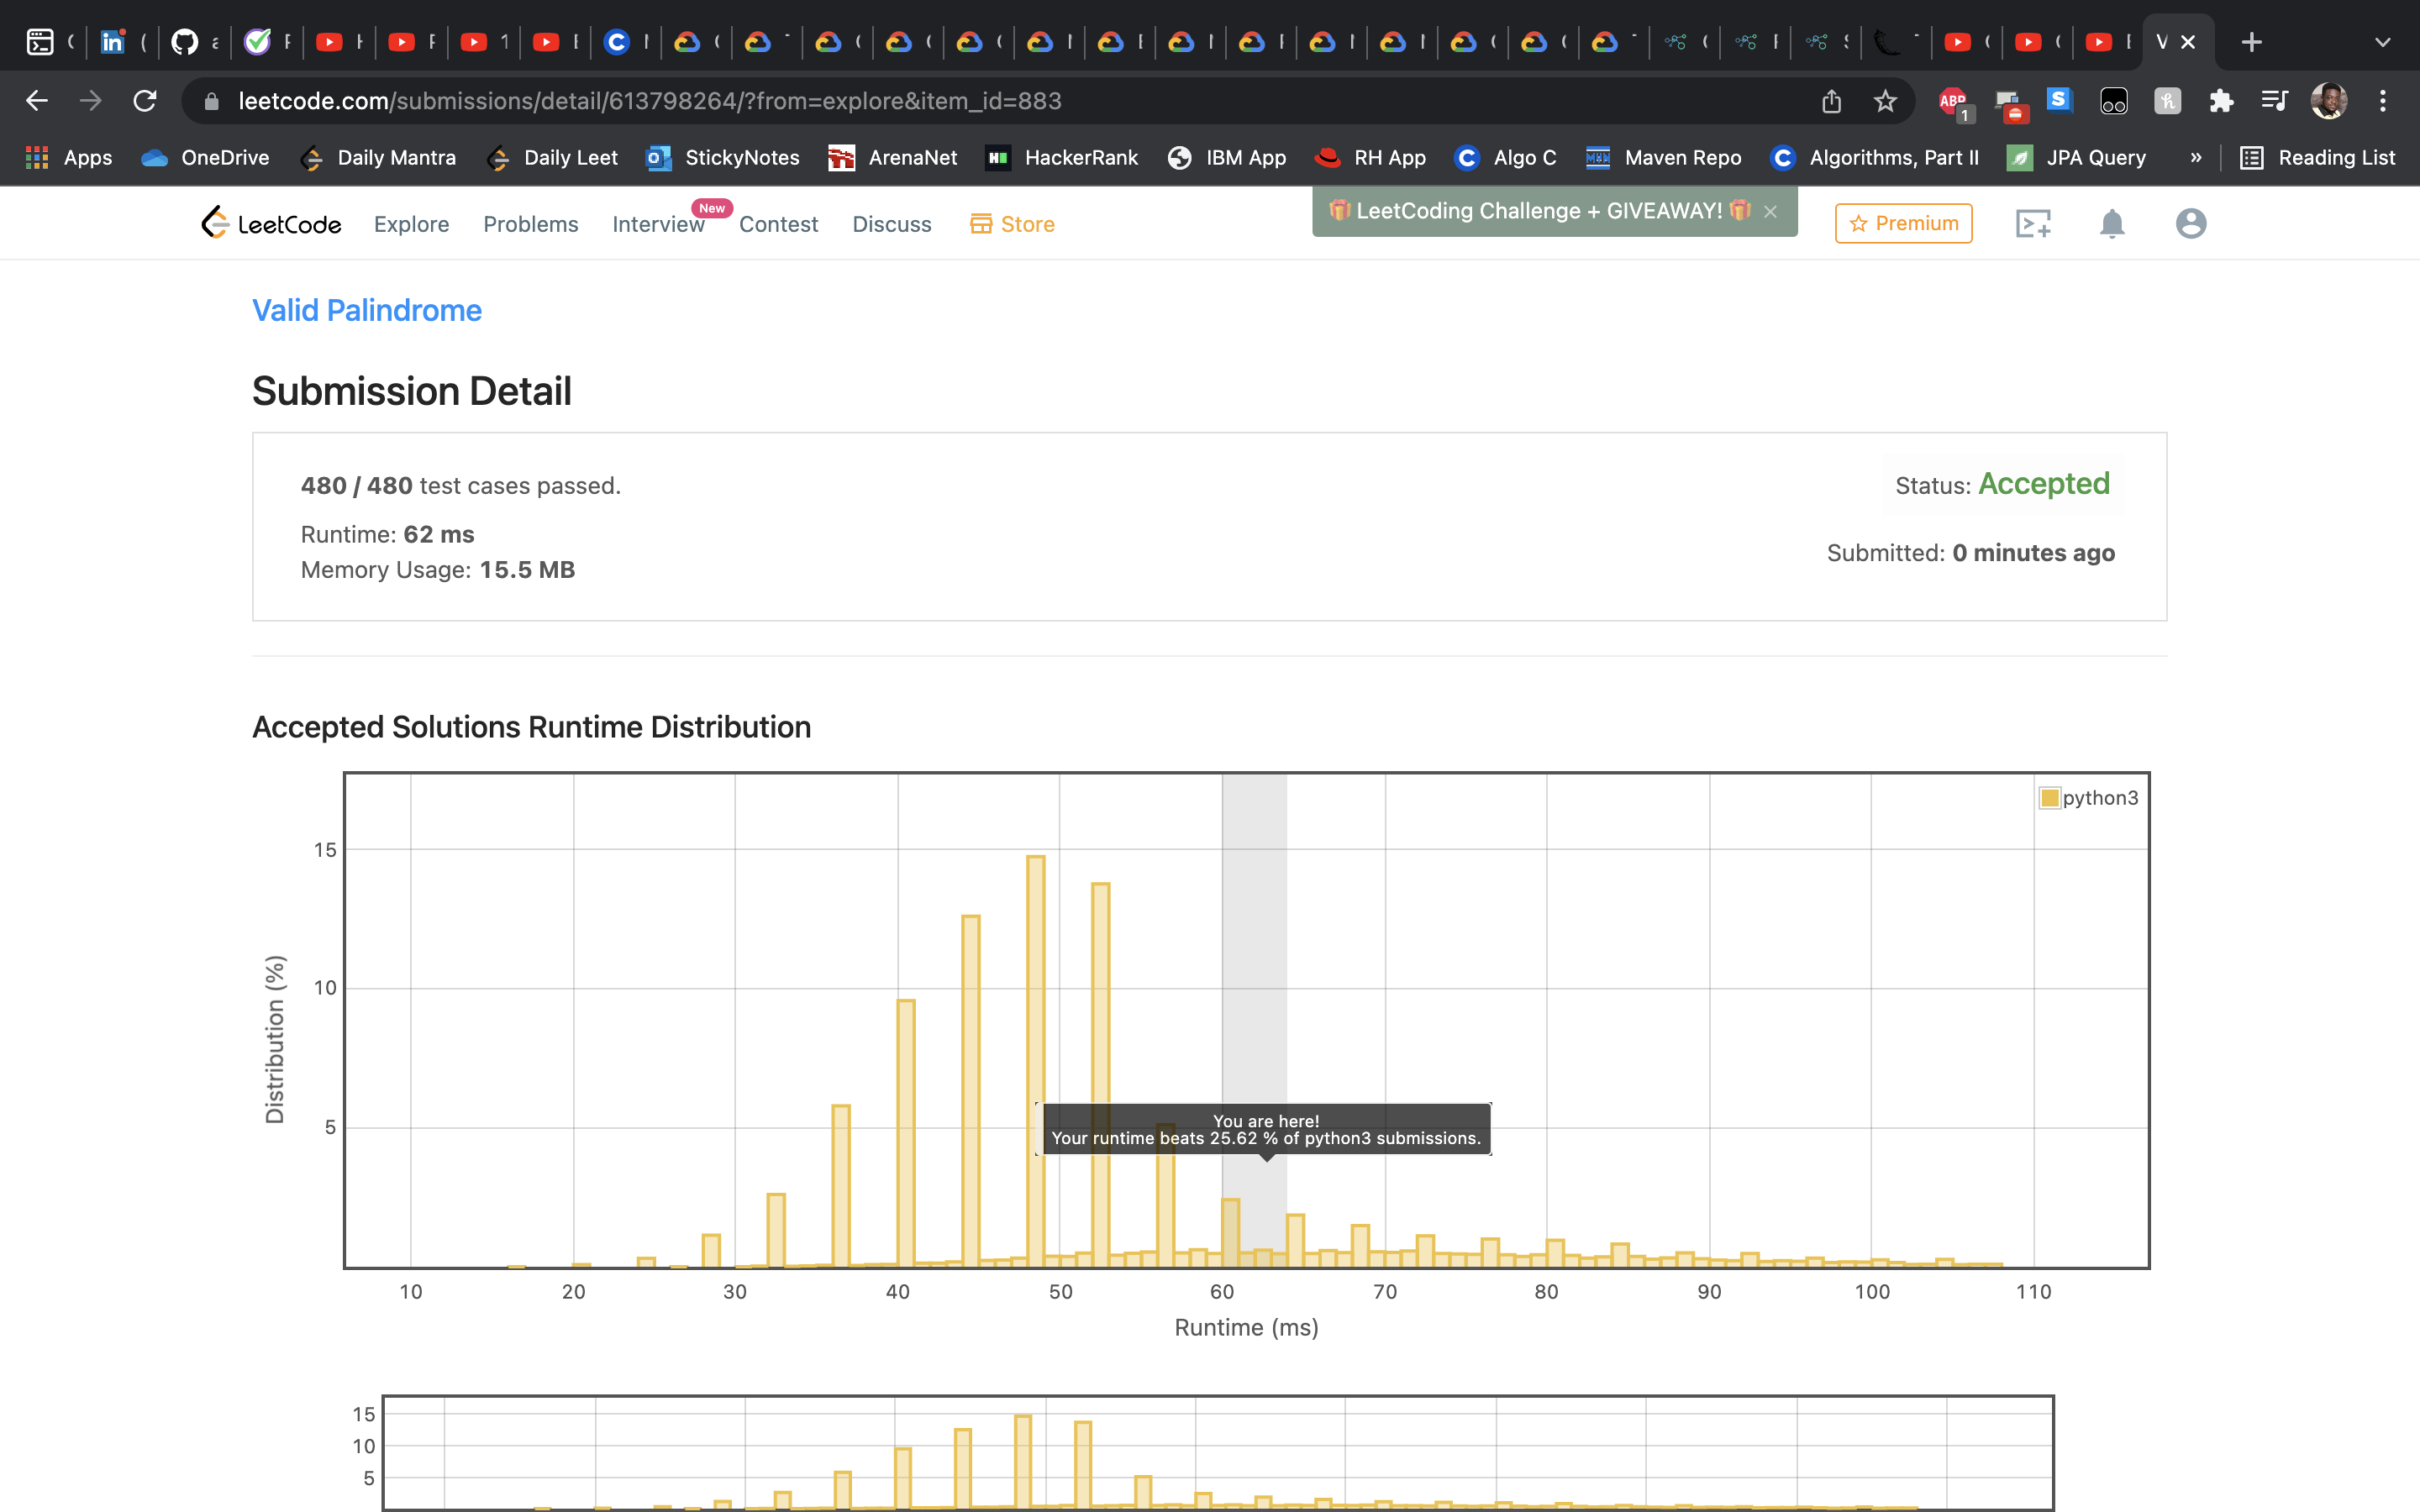 leetcode.com/submissions/detail/613798264/?from=explore&item_id=883
ABP 1
Apps OneDrive Daily Mantra Daily Leet StickyNotes ArenaNet HackerRank IBM App RH App Algo C Maven Repo Algorithms, Part II JPA Query » Reading List
LeetCode Explore Problems Interview New Contest Discuss Store LeetCoding Challenge + GIVEAWAY! Premium
Valid Palindrome
Submission Detail
480 / 480 test cases passed.
Status: Accepted
Runtime: 62 ms
Submitted: 0 minutes ago
Memory Usage: 15.5 MB
Accepted Solutions Runtime Distribution
python3
15
10
5
Distribution (%)
You are here!
Your runtime beats 25.62 % of python3 submissions.
10 20 30 40 50 60 70 80 90 100 110
Runtime (ms)
15
10
5